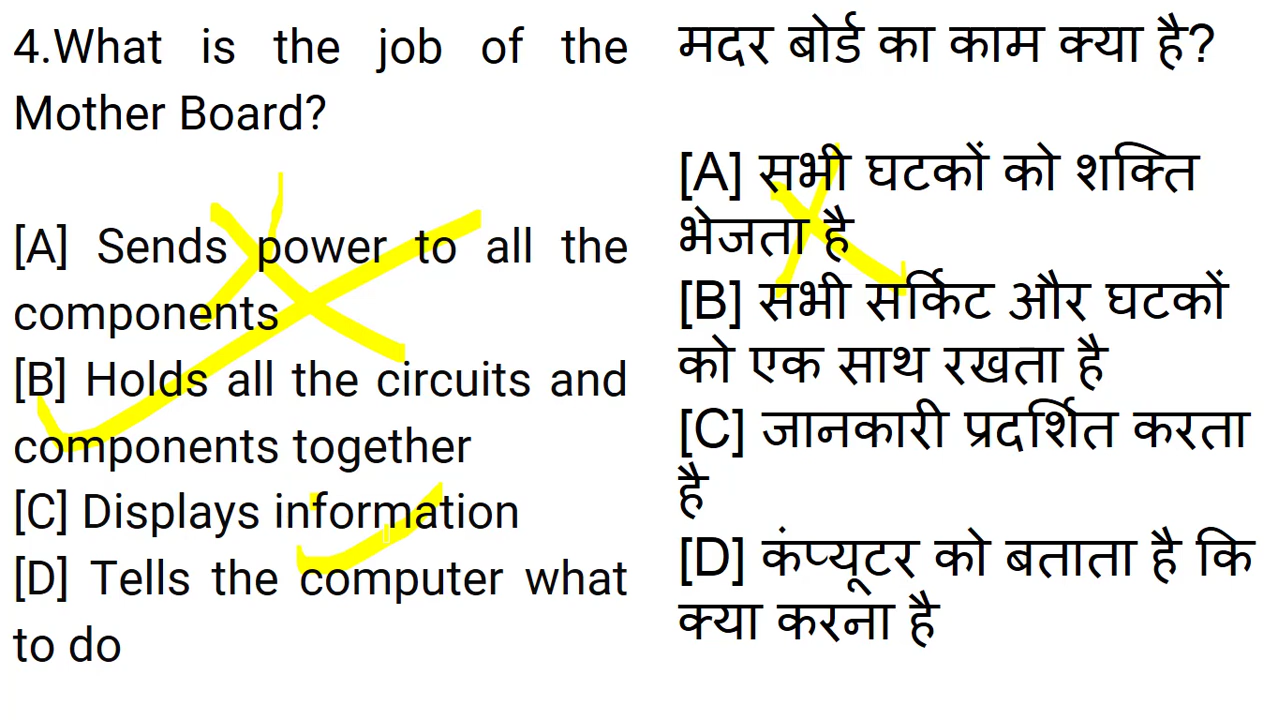 4.What is the job of the
Mother Board?
[A] Sends power to all the
components
[B] Holds all the circuits and
components together
[C] Displays information
[D] Tells the computer what
to do
मदर बोर्ड का काम क्या है?
[A] सभी घटकों को शक्ति
भेजता है
[B] सभी सर्किट और घटकों
को एक साथ रखता है
[C] जानकारी प्रदर्शित करता
है
[D] कंप्यूटर को बताता है कि
क्या करना है